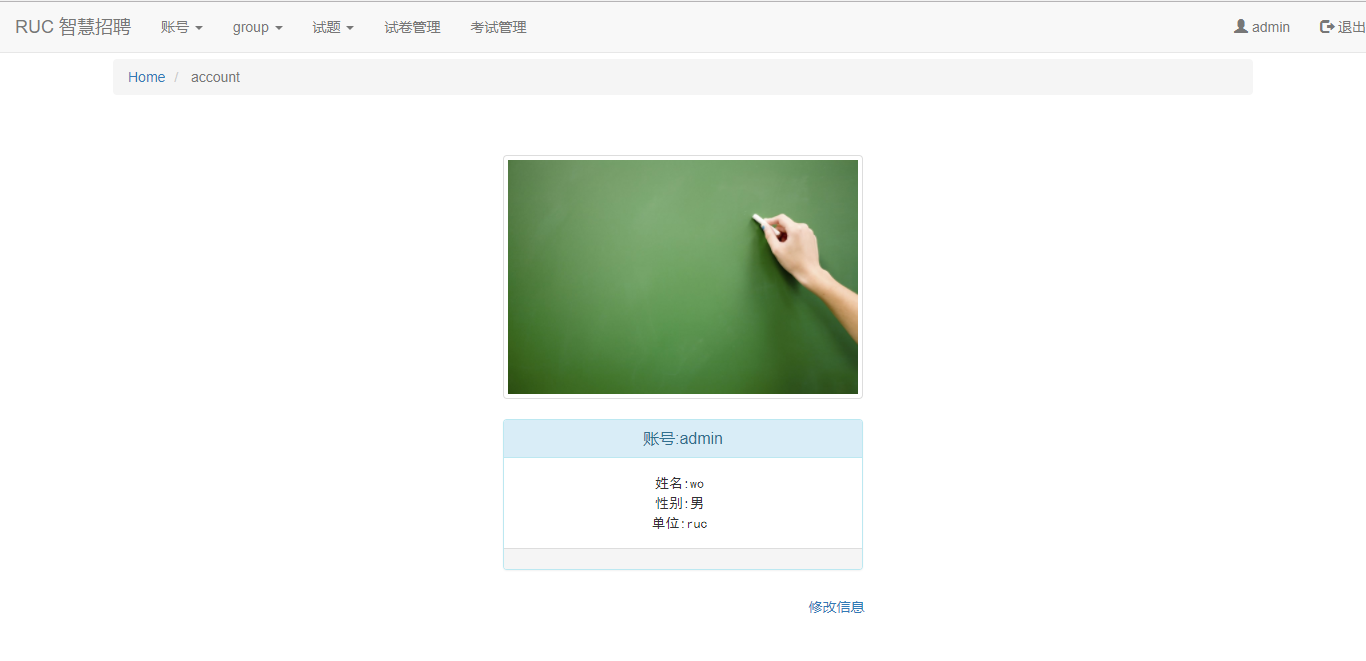 RUC 智慧招聘 账号 group 试题 试卷管理 考试管理 admin 退出
Home / account
账号:admin
姓名:wo
性别:男
单位:ruc
修改信息